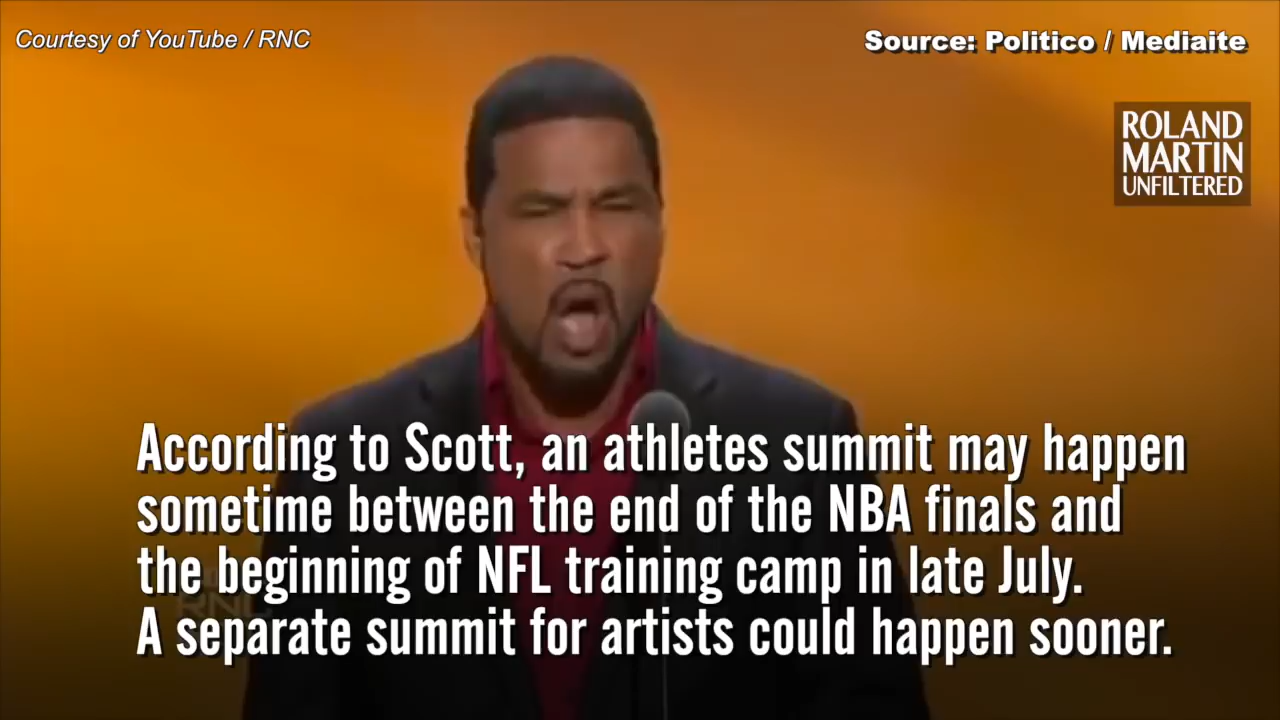 Courtesy of YouTube / RNC
Source: Politico / Mediaite
ROLAND
MARTIN
UNFILTERED
According to Scott, an athletes summit may happen
sometime between the end of the NBA finals and
the beginning of NFL training camp in late July.
RNC
A separate summit for artists could happen sooner.